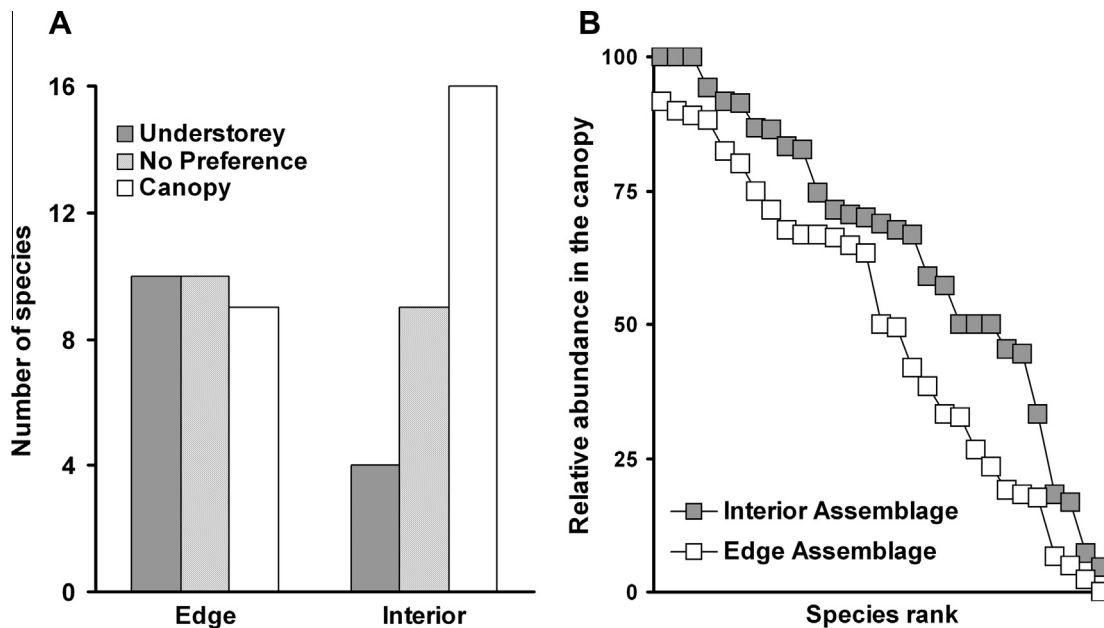 A
Number of species
16
12
8
4
0
Understorey
No Preference
Canopy
Edge
Interior
B
Relative abundance in the canopy
100
75
50
25
0
Interior Assemblage
Edge Assemblage
Species rank